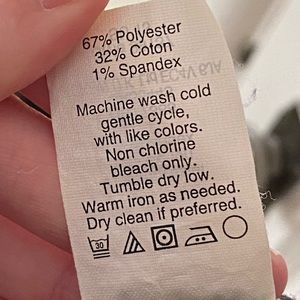 67% Polyester
32% Coton
1% Spandex
Machine wash cold
gentle cycle,
with like colors.
Non chlorine
bleach only.
Tumble dry low.
Warm iron as needed.
Dry clean if preferred.
30